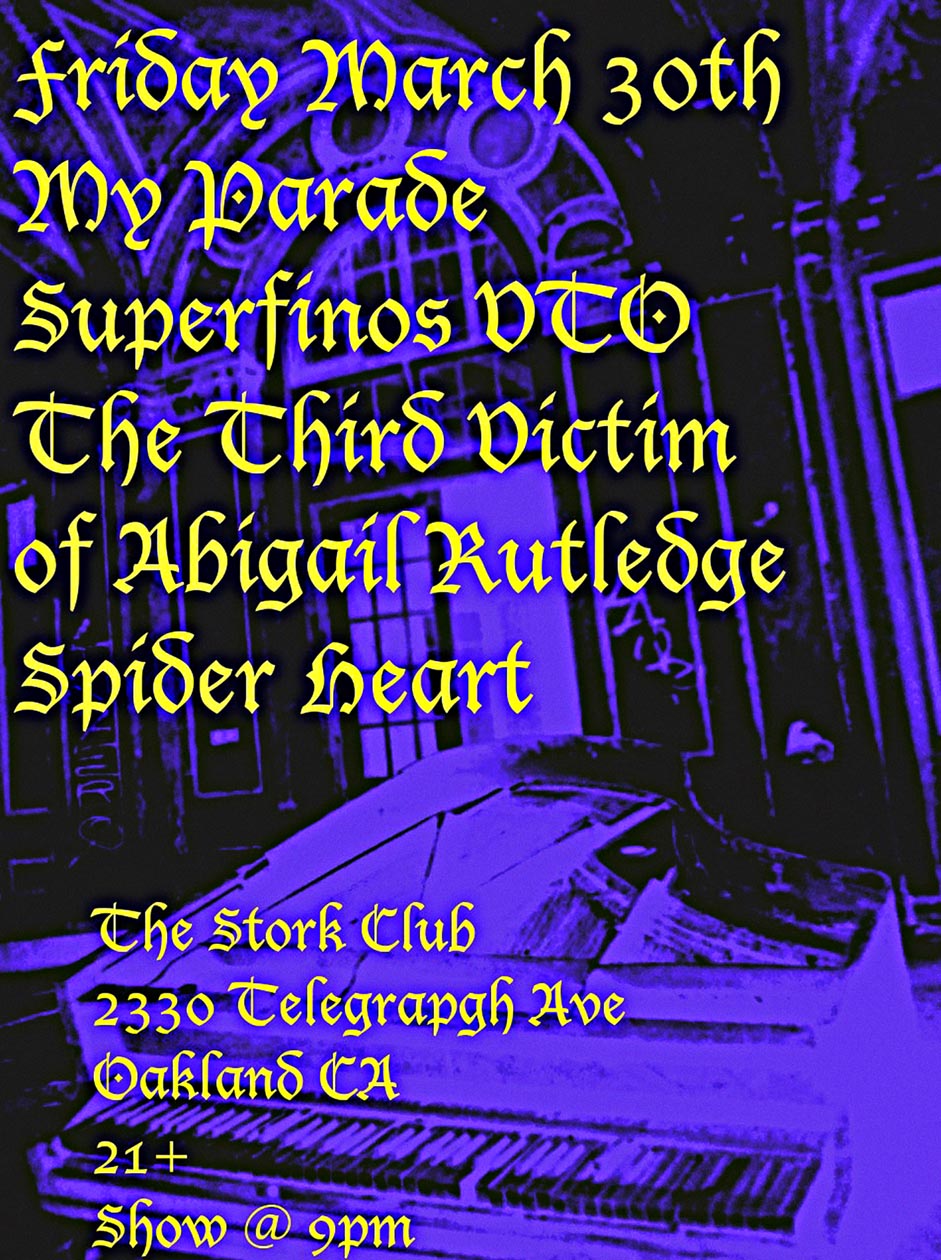 Friday March 30th
My Parade
Superfinos VTO
The Third Victim
of Abigail Rutledge
Spider Heart
The Stork Club
2330 Telegrapgh Ave
Oakland CA
21+
Show @ 9pm